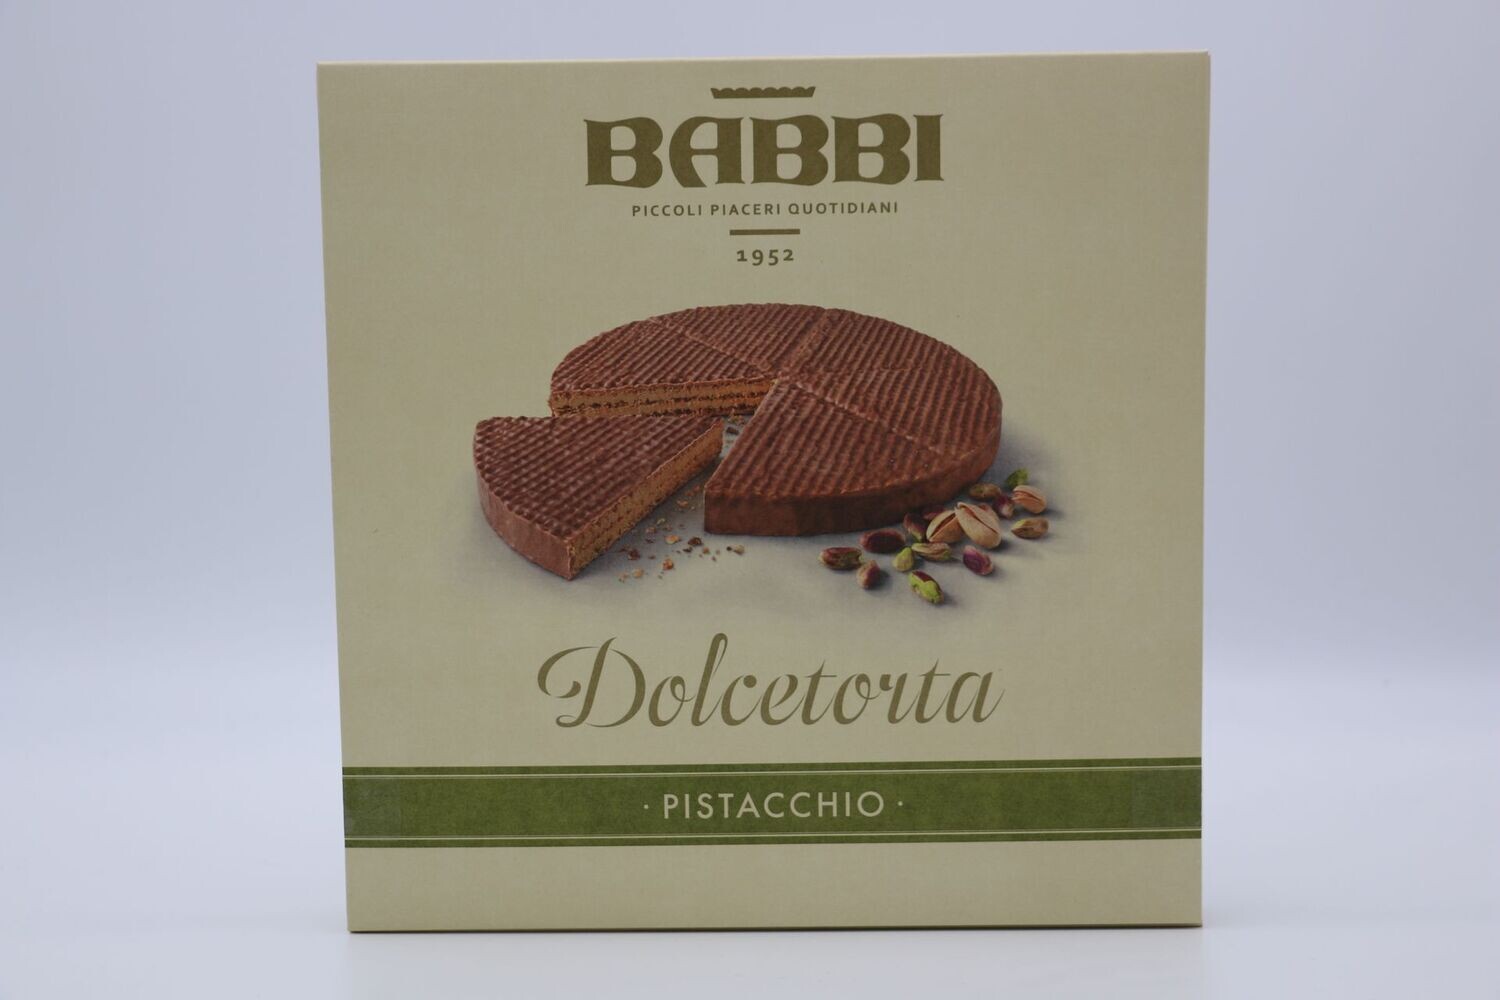 BABBI
PICCOLI PIACERI QUOTIDIANI
1952
Dolcetorta
· PISTACCHIO ·